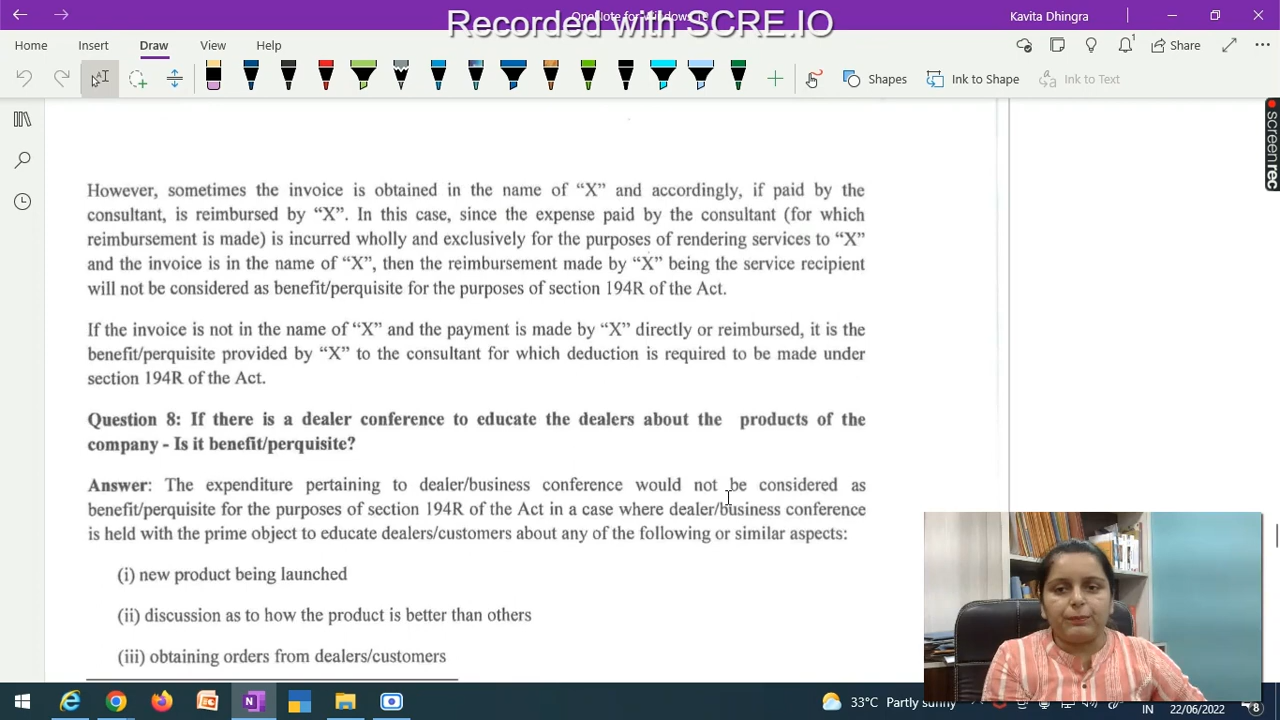 OneNote for Windows 10
Recorded with SCRE.IO
Kavita Dhingra
Home Insert Draw View Help
Share
Shapes
Ink to Shape
Ink to Text
However, sometimes the invoice is obtained in the name of “X” and accordingly, if paid by the
consultant, is reimbursed by “X”. In this case, since the expense paid by the consultant (for which
reimbursement is made) is incurred wholly and exclusively for the purposes of rendering services to “X”
and the invoice is in the name of “X”, then the reimbursement made by “X” being the service recipient
will not be considered as benefit/perquisite for the purposes of section 194R of the Act.
If the invoice is not in the name of “X” and the payment is made by “X” directly or reimbursed, it is the
benefit/perquisite provided by “X” to the consultant for which deduction is required to be made under
section 194R of the Act.
Question 8: If there is a dealer conference to educate the dealers about the products of the
company - Is it benefit/perquisite?
Answer: The expenditure pertaining to dealer/business conference would not be considered as
benefit/perquisite for the purposes of section 194R of the Act in a case where dealer/business conference
is held with the prime object to educate dealers/customers about any of the following or similar aspects:
(i) new product being launched
(ii) discussion as to how the product is better than others
(iii) obtaining orders from dealers/customers
screenrec
33°C Partly sunny
IN
22/06/2022
8